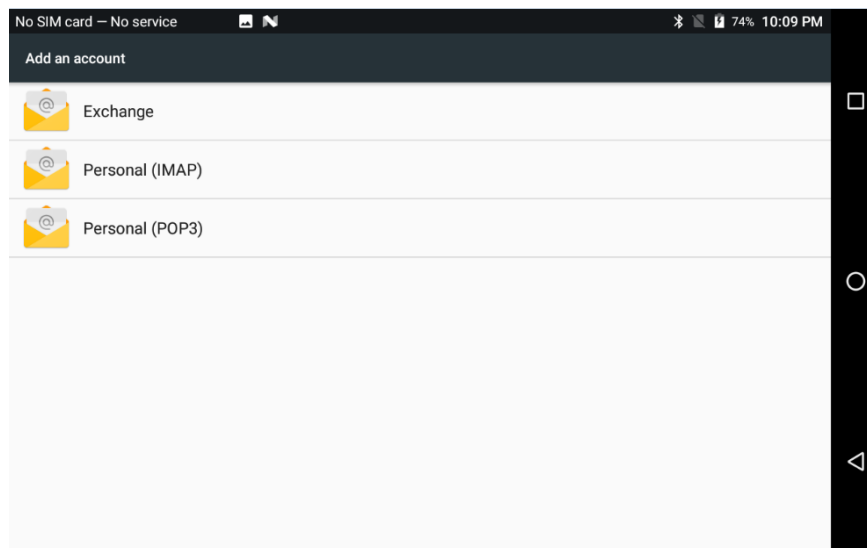 No SIM card — No service 74% 10:09 PM
Add an account
@ Exchange
@ Personal (IMAP)
@ Personal (POP3)